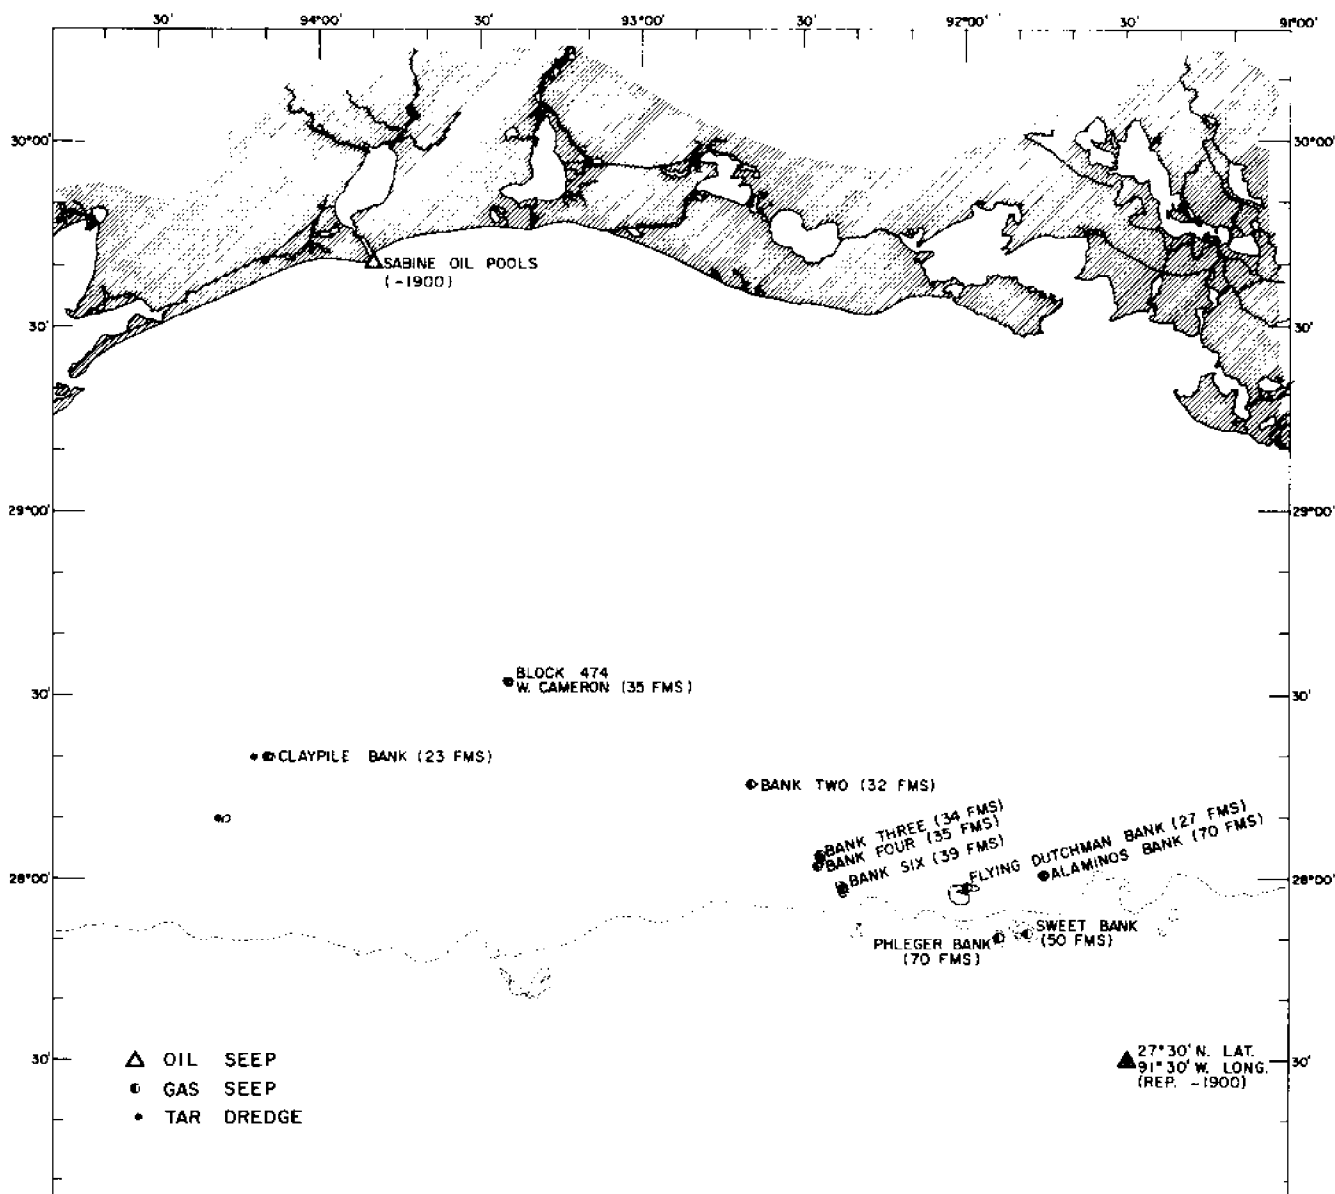 30' 94°00' 30' 93°00' 30' 92°00' 30' 91°00'
30°00' 30°00'
SABINE OIL POOLS
(-1900)
30' 30'
29°00' 29°00'
BLOCK 474
W. CAMERON (35 FMS)
30' 30'
CLAYPILE BANK (23 FMS)
BANK TWO (32 FMS)
BANK THREE (34 FMS)
BANK FOUR (35 FMS)
BANK SIX (39 FMS)
FLYING DUTCHMAN BANK (27 FMS)
ALAMINOS BANK (70 FMS)
28°00' 28°00'
SWEET BANK
(50 FMS)
PHLEGER BANK
(70 FMS)
30' 30'
27°30' N. LAT.
91°30' W. LONG.
(REP. -1900)
OIL SEEP
GAS SEEP
TAR DREDGE